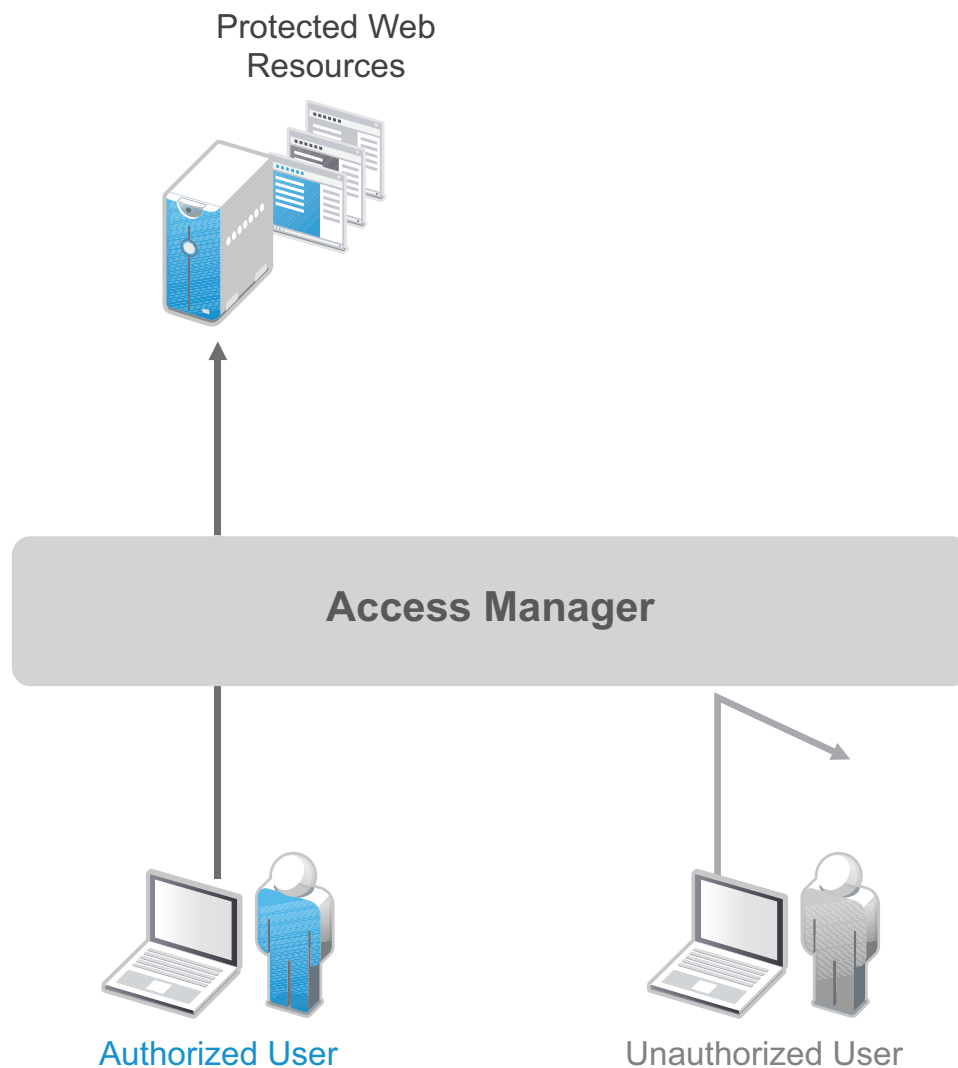 Protected Web
Resources
Access Manager
Authorized User
Unauthorized User